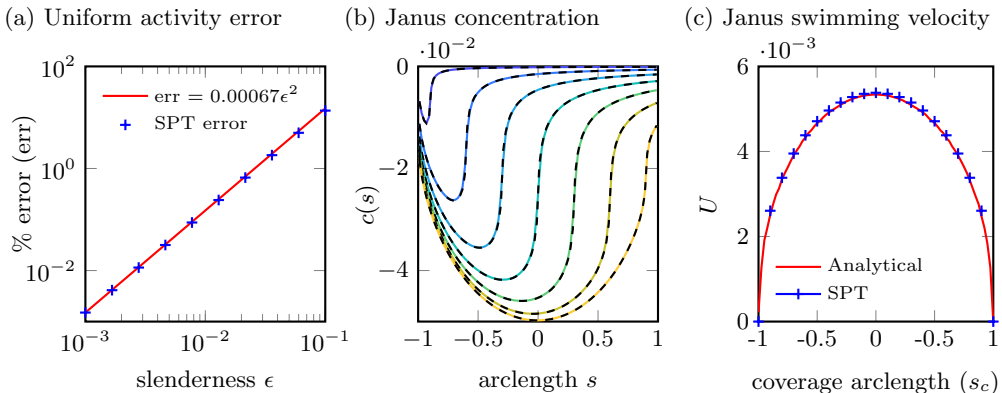 (a) Uniform activity error
10^2
10^0
10^{-2}
10^{-3}
10^{-2}
10^{-1}
% error (err)
slenderness ϵ
err = 0.00067ϵ^2
SPT error
(b) Janus concentration
·10^{-2}
0
−2
−4
−1
−0.5
0
0.5
1
c(s)
arclength s
(c) Janus swimming velocity
·10^{-3}
6
4
2
0
-1
-0.5
0
0.5
1
U
coverage arclength (s_c)
Analytical
SPT